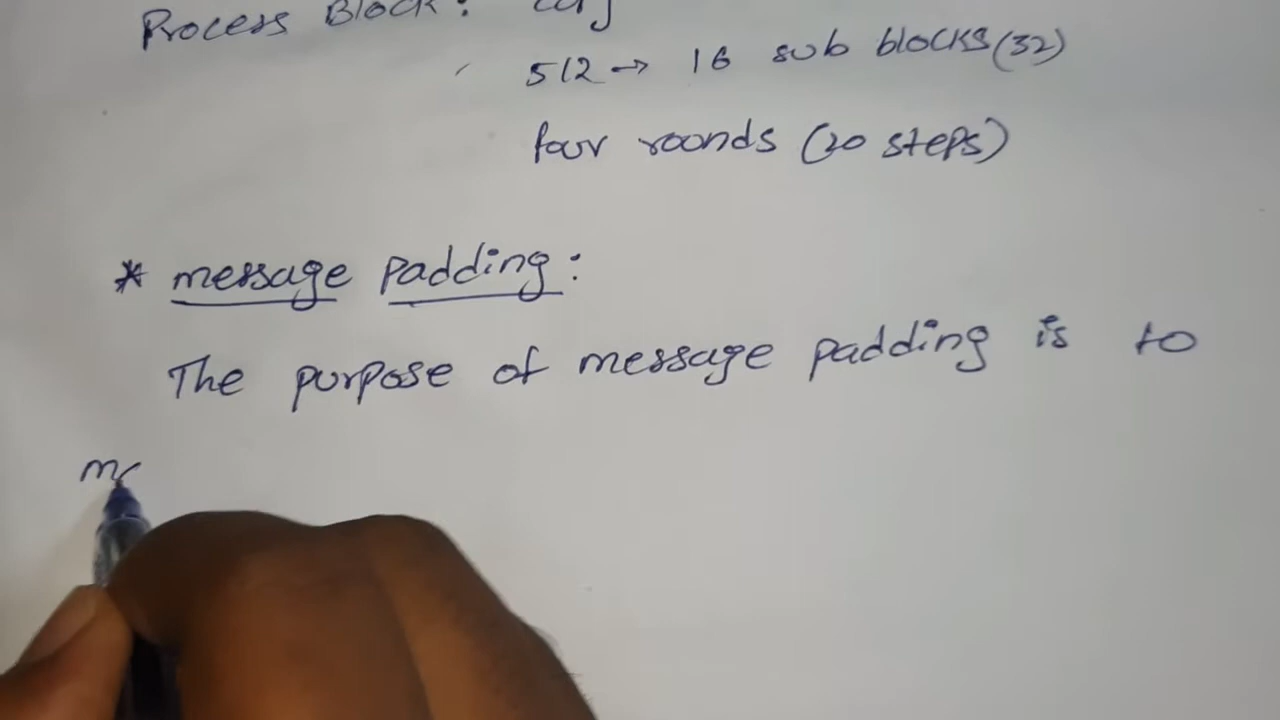 Process Block:
512 → 16 sub blocks (32)
four rounds (20 steps)
* message padding:
The purpose of message padding is to